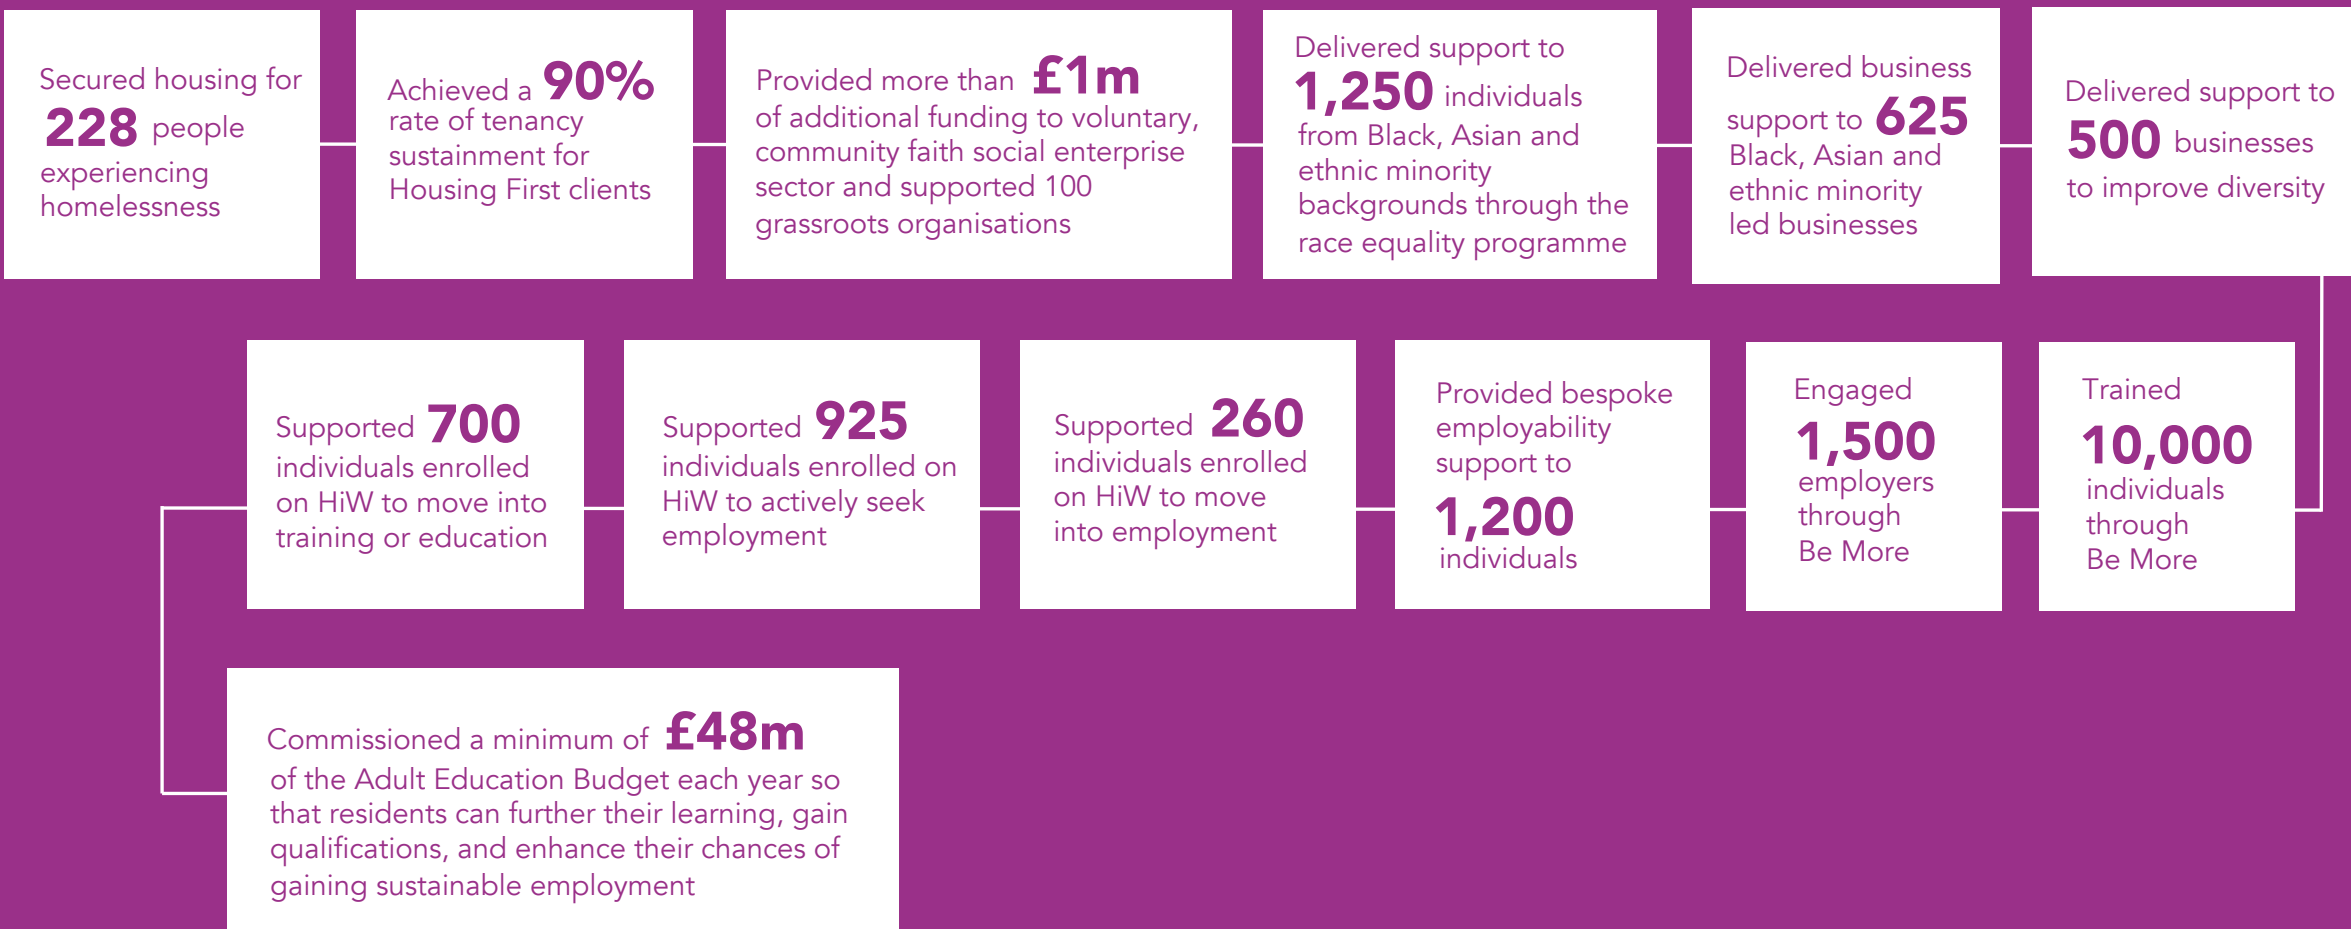 Secured housing for
228 people
experiencing
homelessness
Achieved a 90%
rate of tenancy
sustainment for
Housing First clients
Provided more than £1m
of additional funding to voluntary,
community faith social enterprise
sector and supported 100
grassroots organisations
Delivered support to
1,250 individuals
from Black, Asian and
ethnic minority
backgrounds through the
race equality programme
Delivered business
support to 625
Black, Asian and
ethnic minority
led businesses
Delivered support to
500 businesses
to improve diversity
Trained
10,000
individuals
through
Be More
Engaged
1,500
employers
through
Be More
Provided bespoke
employability
support to
1,200
individuals
Supported 260
individuals enrolled
on HiW to move
into employment
Supported 925
individuals enrolled on
HiW to actively seek
employment
Supported 700
individuals enrolled
on HiW to move into
training or education
Commissioned a minimum of £48m
of the Adult Education Budget each year so
that residents can further their learning, gain
qualifications, and enhance their chances of
gaining sustainable employment